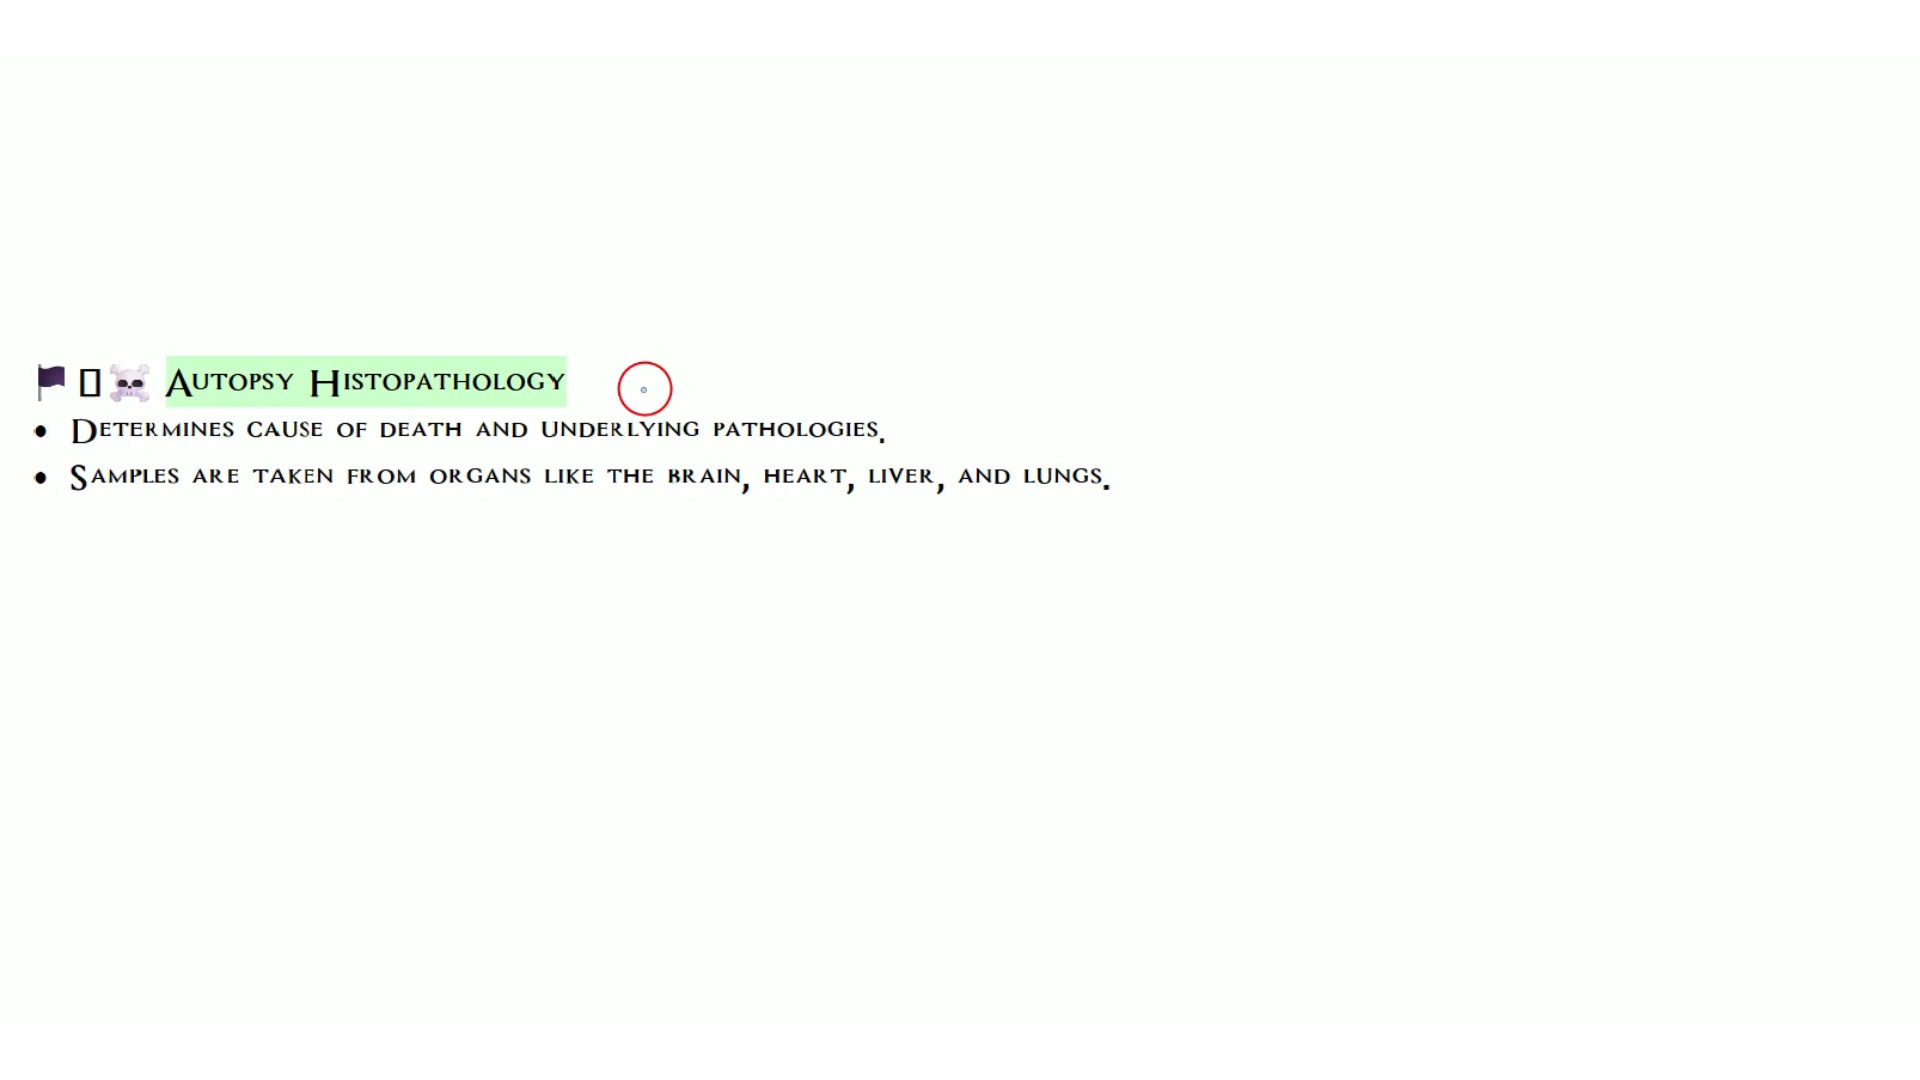 🏴 ☠️ Autopsy Histopathology
• Determines cause of death and underlying pathologies.
• Samples are taken from organs like the brain, heart, liver, and lungs.